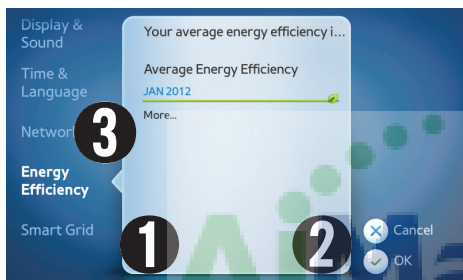 Display &
Sound
Time &
Language
Networ
Energy
Efficiency
Smart Grid
Your average energy efficiency i...
Average Energy Efficiency
JAN 2012
More...
3
1
2
Cancel
OK